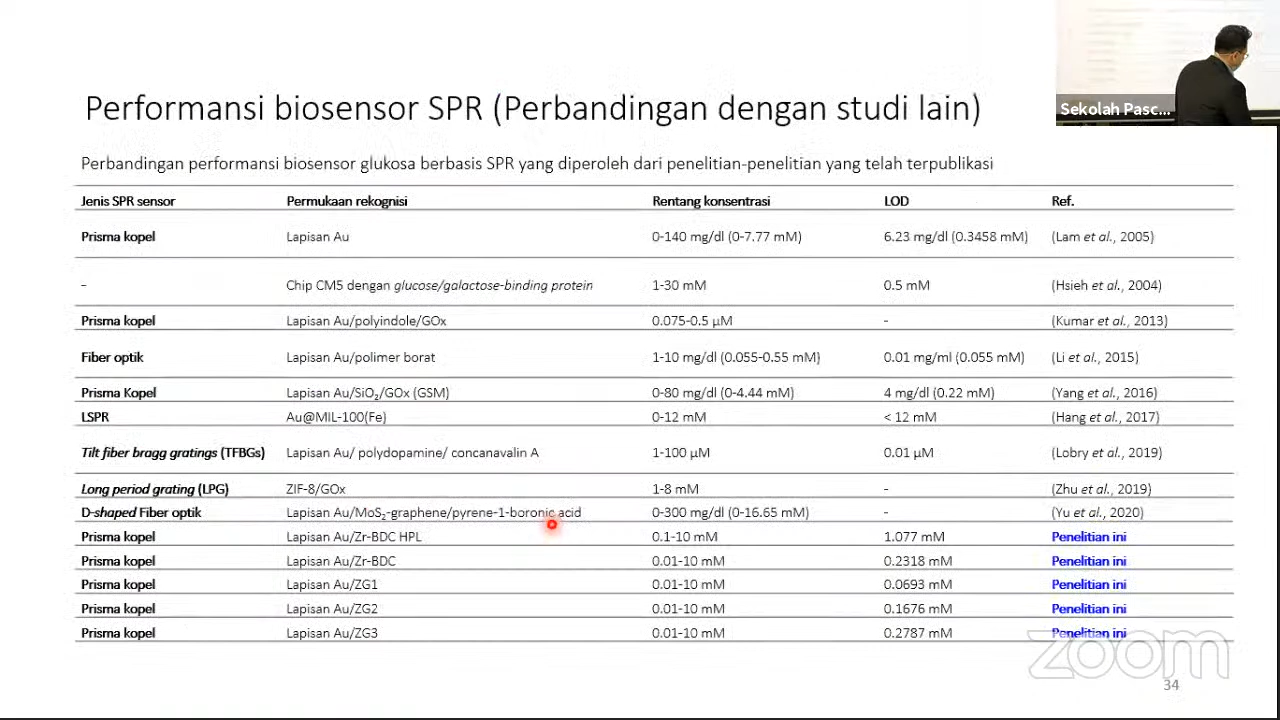 Sekolah Pasc...
Performansi biosensor SPR (Perbandingan dengan studi lain)
Perbandingan performansi biosensor glukosa berbasis SPR yang diperoleh dari penelitian-penelitian yang telah terpublikasi
Jenis SPR sensor Permukaan rekognisi Rentang konsentrasi LOD Ref.
Prisma kopel Lapisan Au 0-140 mg/dl (0-7.77 mM) 6.23 mg/dl (0.3458 mM) (Lam et al., 2005)
- Chip CM5 dengan glucose/galactose-binding protein 1-30 mM 0.5 mM (Hsieh et al., 2004)
Prisma kopel Lapisan Au/polyindole/GOx 0.075-0.5 µM - (Kumar et al., 2013)
Fiber optik Lapisan Au/polimer borat 1-10 mg/dl (0.055-0.55 mM) 0.01 mg/ml (0.055 mM) (Li et al., 2015)
Prisma Kopel Lapisan Au/SiO₂/GOx (GSM) 0-80 mg/dl (0-4.44 mM) 4 mg/dl (0.22 mM) (Yang et al., 2016)
LSPR Au@MIL-100(Fe) 0-12 mM < 12 mM (Hang et al., 2017)
Tilt fiber bragg gratings (TFBGs) Lapisan Au/ polydopamine/ concanavalin A 1-100 µM 0.01 µM (Lobry et al., 2019)
Long period grating (LPG) ZIF-8/GOx 1-8 mM - (Zhu et al., 2019)
D-shaped Fiber optik Lapisan Au/MoS₂-graphene/pyrene-1-boronic acid 0-300 mg/dl (0-16.65 mM) - (Yu et al., 2020)
Prisma kopel Lapisan Au/Zr-BDC HPL 0.1-10 mM 1.077 mM Penelitian ini
Prisma kopel Lapisan Au/Zr-BDC 0.01-10 mM 0.2318 mM Penelitian ini
Prisma kopel Lapisan Au/ZG1 0.01-10 mM 0.0693 mM Penelitian ini
Prisma kopel Lapisan Au/ZG2 0.01-10 mM 0.1676 mM Penelitian ini
Prisma kopel Lapisan Au/ZG3 0.01-10 mM 0.2787 mM Penelitian ini
zoom
34